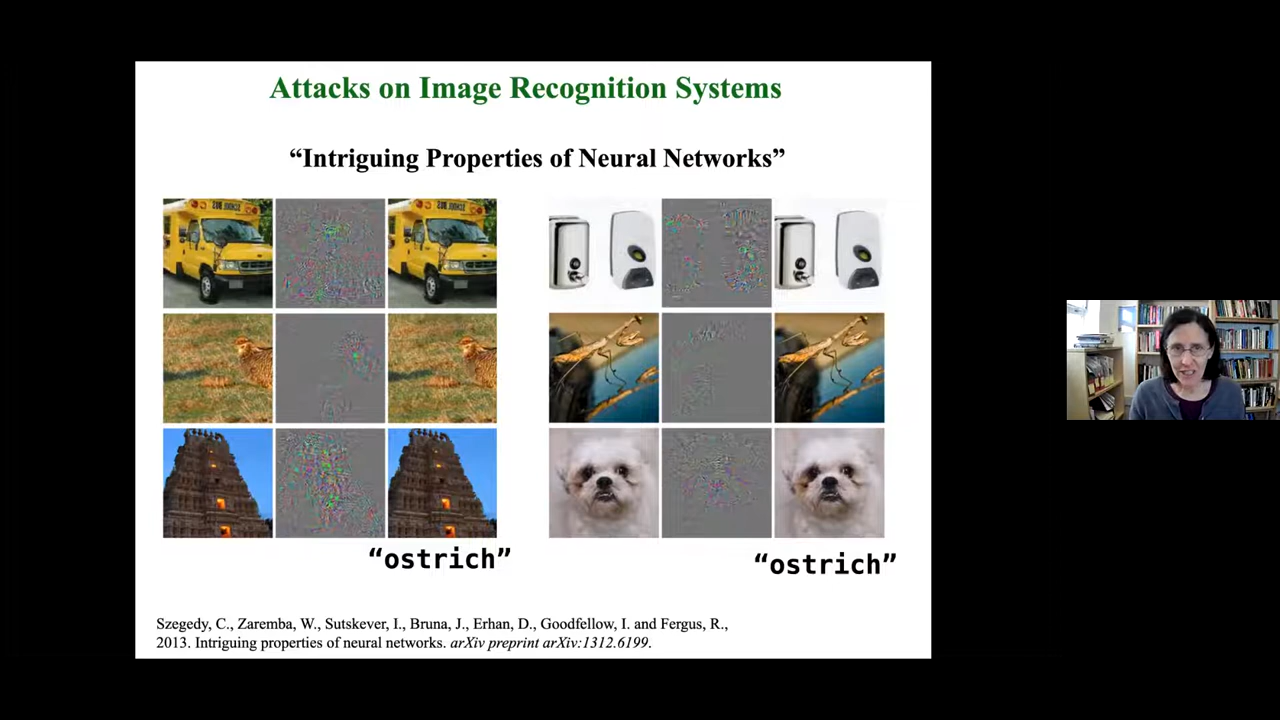 Attacks on Image Recognition Systems
“Intriguing Properties of Neural Networks”
“ostrich”
“ostrich”
Szegedy, C., Zaremba, W., Sutskever, I., Bruna, J., Erhan, D., Goodfellow, I. and Fergus, R.,
2013. Intriguing properties of neural networks. arXiv preprint arXiv:1312.6199.